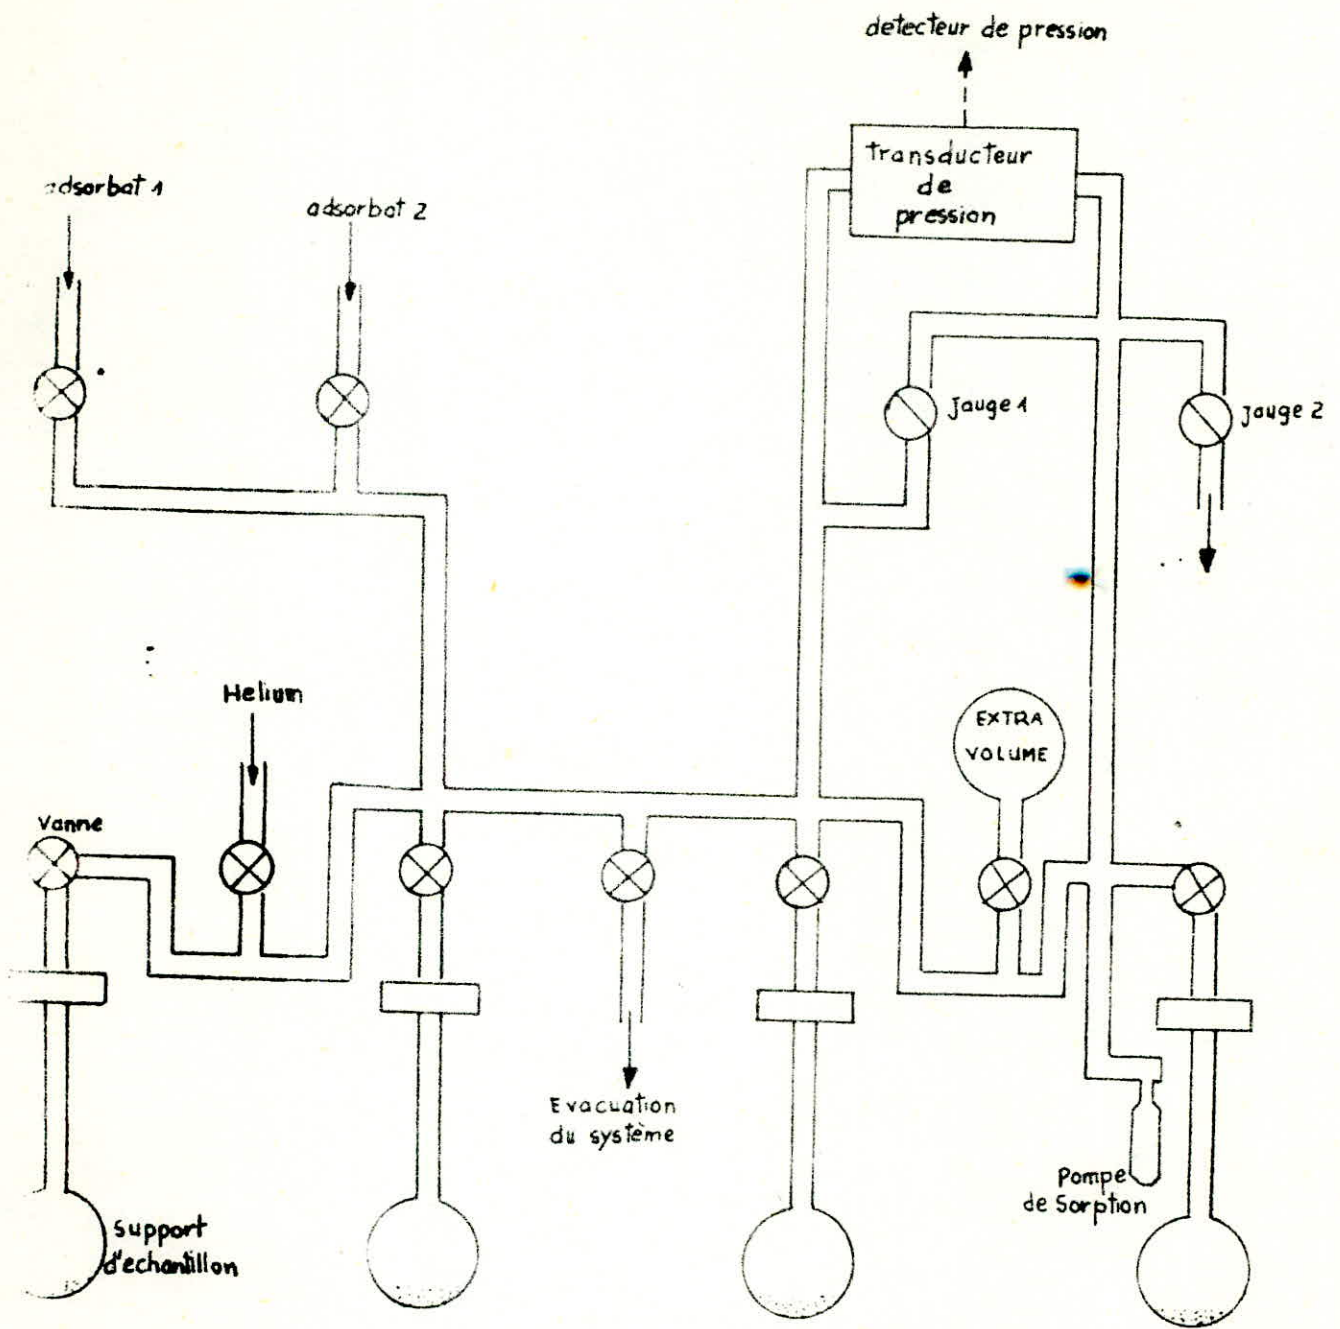 detecteur de pression
transducteur
de
pression
adsorbat 1
adsorbat 2
Jauge 1
jauge 2
Helium
EXTRA
VOLUME
Vanne
Evacuation
du système
Pompe
de Sorption
support
d'echantillon